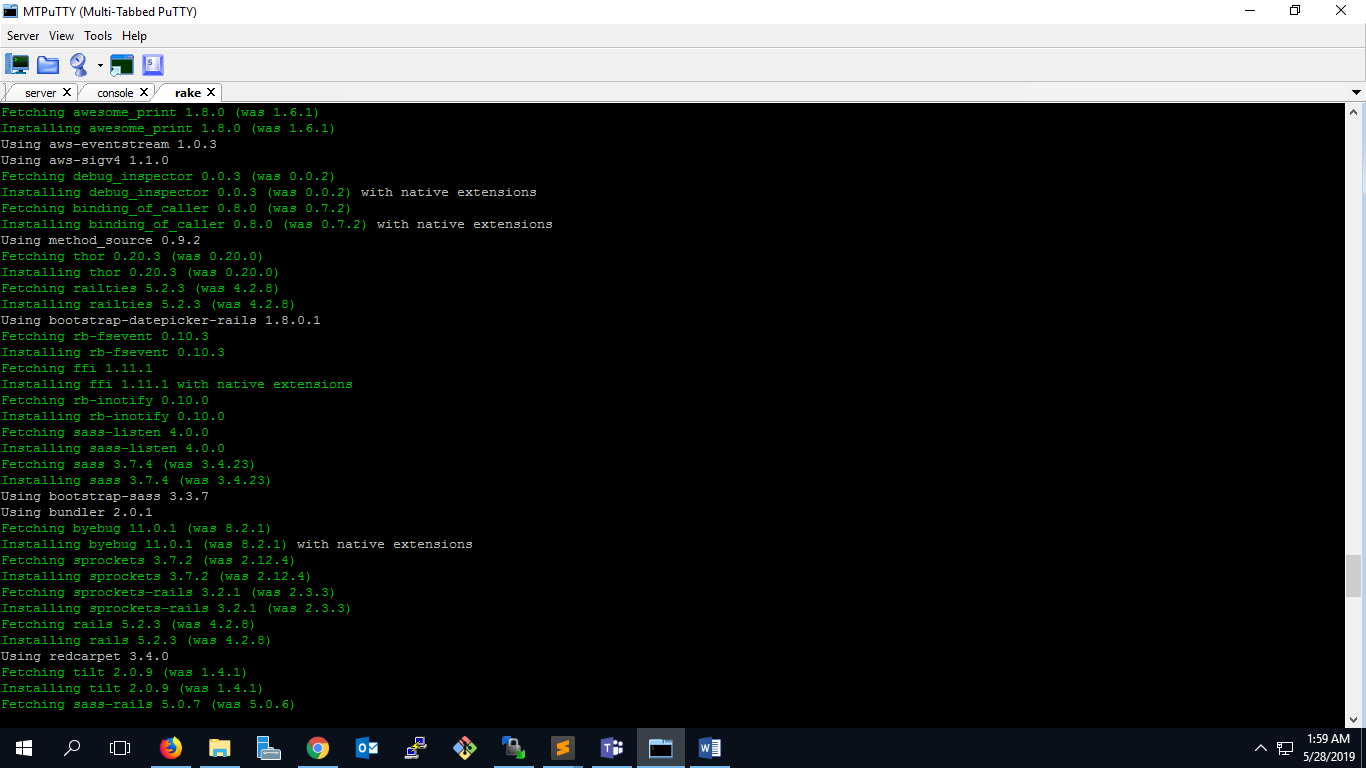 MTPuTTY (Multi-Tabbed PuTTY)
Server View Tools Help
server console rake
Fetching awesome_print 1.8.0 (was 1.6.1)
Installing awesome_print 1.8.0 (was 1.6.1)
Using aws-eventstream 1.0.3
Using aws-sigv4 1.1.0
Fetching debug_inspector 0.0.3 (was 0.0.2)
Installing debug_inspector 0.0.3 (was 0.0.2) with native extensions
Fetching binding_of_caller 0.8.0 (was 0.7.2)
Installing binding_of_caller 0.8.0 (was 0.7.2) with native extensions
Using method_source 0.9.2
Fetching thor 0.20.3 (was 0.20.0)
Installing thor 0.20.3 (was 0.20.0)
Fetching railties 5.2.3 (was 4.2.8)
Installing railties 5.2.3 (was 4.2.8)
Using bootstrap-datepicker-rails 1.8.0.1
Fetching rb-fsevent 0.10.3
Installing rb-fsevent 0.10.3
Fetching ffi 1.11.1
Installing ffi 1.11.1 with native extensions
Fetching rb-inotify 0.10.0
Installing rb-inotify 0.10.0
Fetching sass-listen 4.0.0
Installing sass-listen 4.0.0
Fetching sass 3.7.4 (was 3.4.23)
Installing sass 3.7.4 (was 3.4.23)
Using bootstrap-sass 3.3.7
Using bundler 2.0.1
Fetching byebug 11.0.1 (was 8.2.1)
Installing byebug 11.0.1 (was 8.2.1) with native extensions
Fetching sprockets 3.7.2 (was 2.12.4)
Installing sprockets 3.7.2 (was 2.12.4)
Fetching sprockets-rails 3.2.1 (was 2.3.3)
Installing sprockets-rails 3.2.1 (was 2.3.3)
Fetching rails 5.2.3 (was 4.2.8)
Installing rails 5.2.3 (was 4.2.8)
Using redcarpet 3.4.0
Fetching tilt 2.0.9 (was 1.4.1)
Installing tilt 2.0.9 (was 1.4.1)
Fetching sass-rails 5.0.7 (was 5.0.6)
1:59 AM
5/28/2019